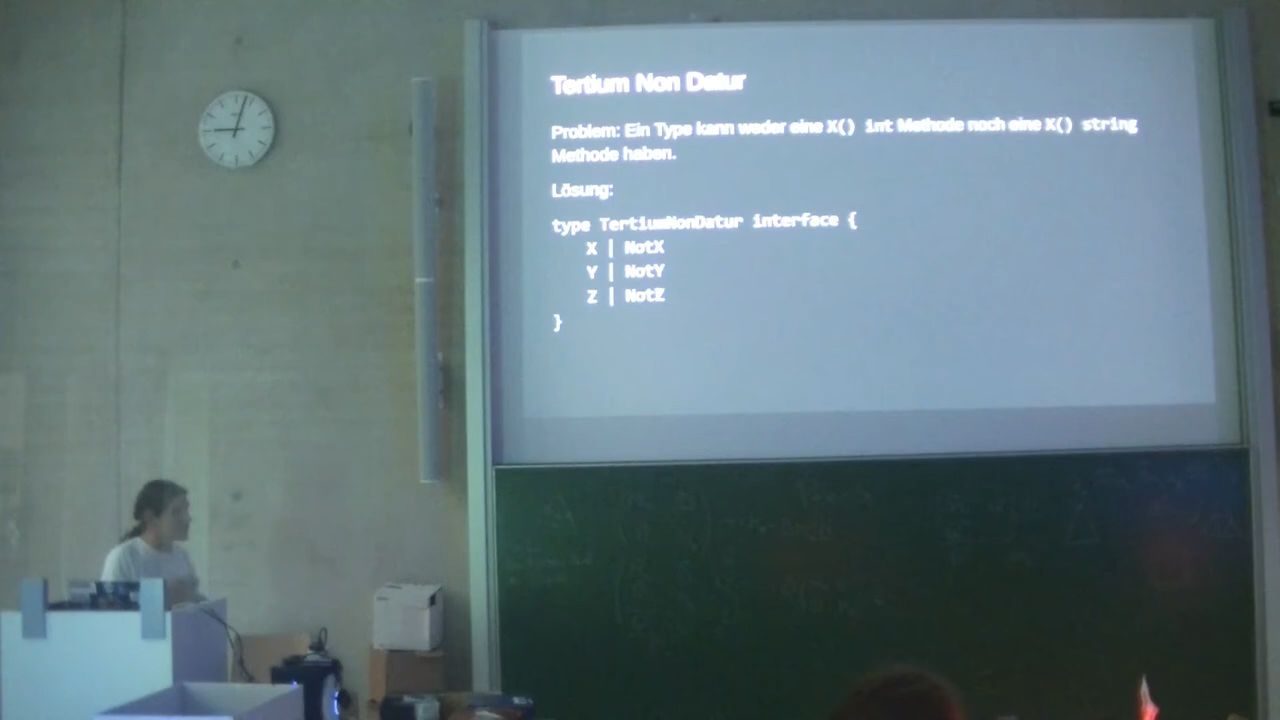 Tertium Non Datur
Problem: Ein Type kann weder eine X() int Methode noch eine X() string
Methode haben.
Lösung:
type TertiumNonDatur interface {
X | NotX
Y | NotY
Z | NotZ
}